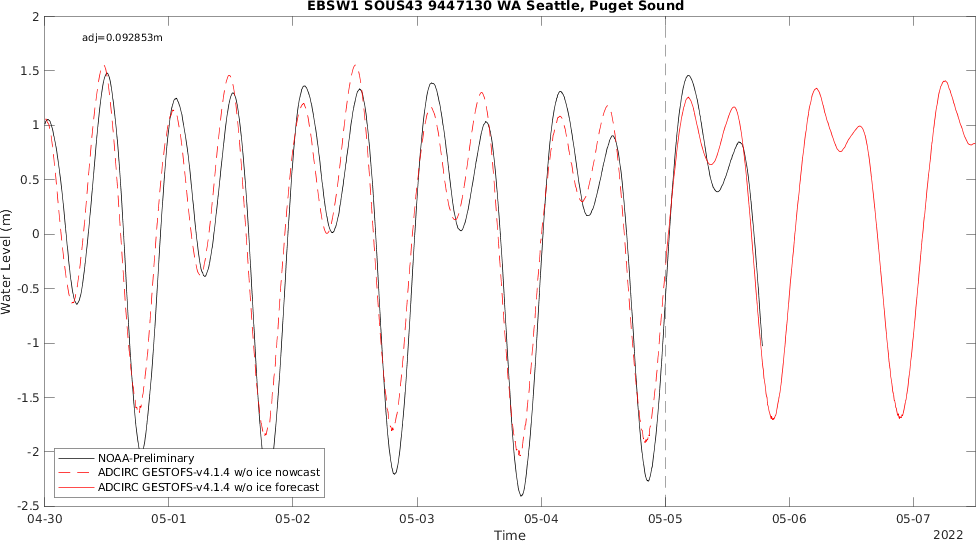 EBSW1 SOUS43 9447130 WA Seattle, Puget Sound
adj=0.092853m
2
1.5
1
0.5
0
-0.5
-1
-1.5
-2
-2.5
Water Level (m)
NOAA-Preliminary
ADCIRC GESTOFS-v4.1.4 w/o ice nowcast
ADCIRC GESTOFS-v4.1.4 w/o ice forecast
04-30 05-01 05-02 05-03 05-04 05-05 05-06 05-07
Time
2022